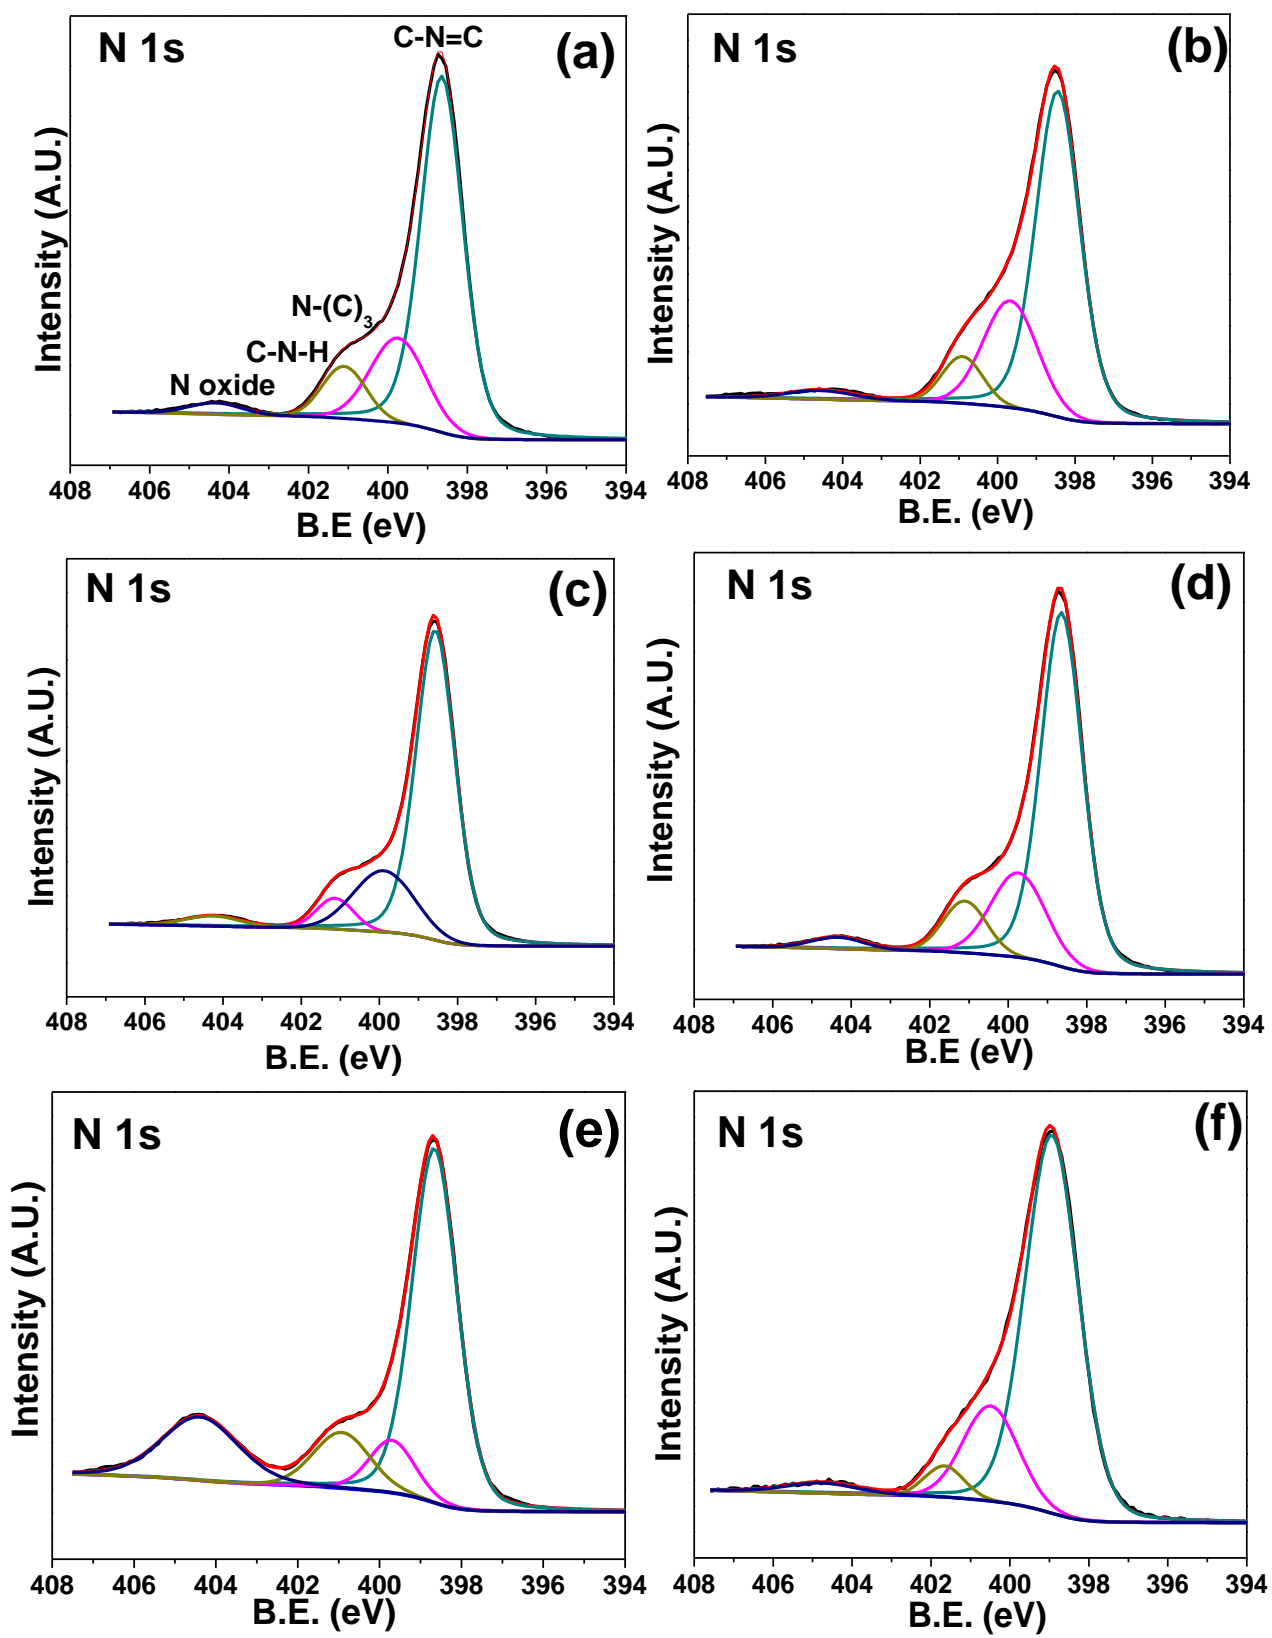 N 1s
C-N=C
(a)
N-(C)3
C-N-H
N oxide
Intensity (A.U.)
408 406 404 402 400 398 396 394
B.E (eV)
N 1s
(b)
Intensity (A.U.)
408 406 404 402 400 398 396 394
B.E. (eV)
N 1s
(c)
Intensity (A.U.)
408 406 404 402 400 398 396 394
B.E. (eV)
N 1s
(d)
Intensity (A.U.)
408 406 404 402 400 398 396 394
B.E (eV)
N 1s
(e)
Intensity (A.U.)
408 406 404 402 400 398 396 394
B.E. (eV)
N 1s
(f)
Intensity (A.U.)
408 406 404 402 400 398 396 394
B.E. (eV)